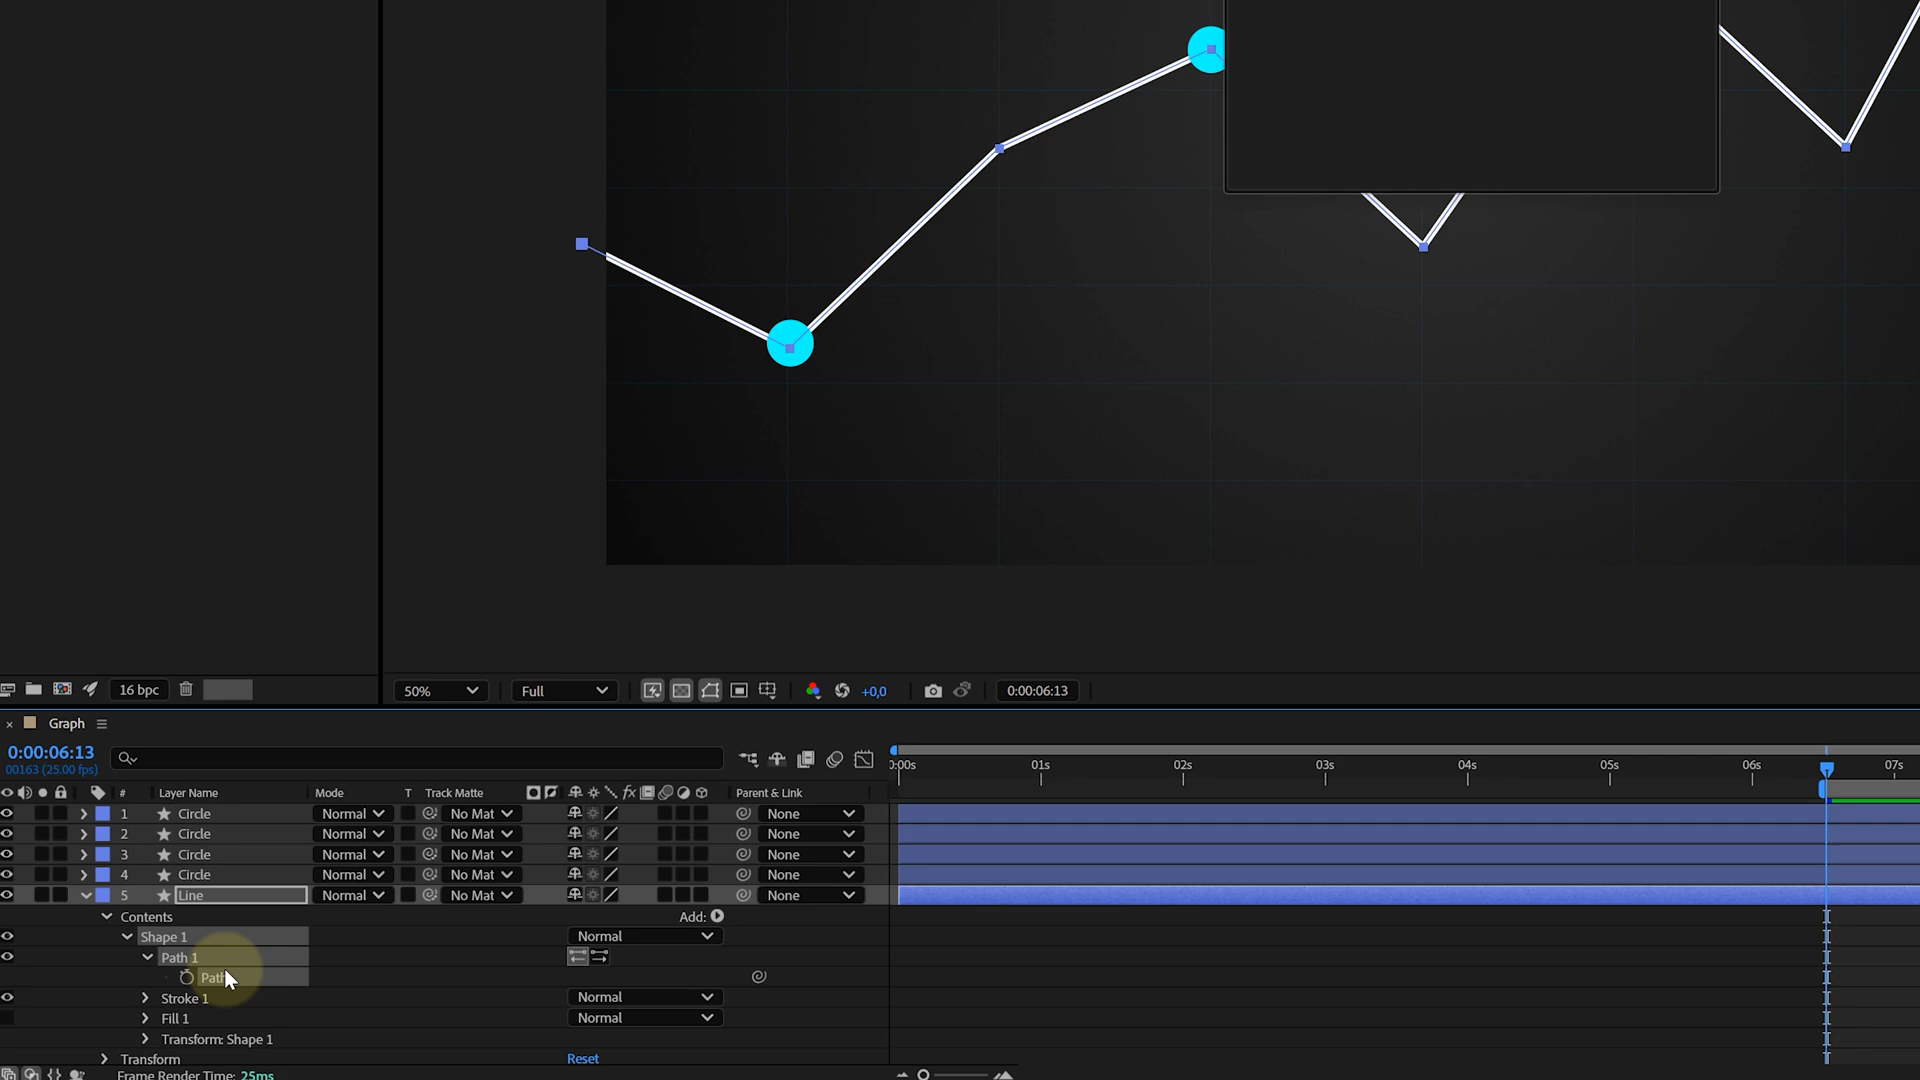 16 bpc
50%
Full
+0,0
0:00:06:13
Graph
0:00:06:13
00163 (25.00 fps)
0:00s 01s 02s 03s 04s 05s 06s 07s
# Layer Name Mode T Track Matte fx Parent & Link
1 Circle Normal No Mat None
2 Circle Normal No Mat None
3 Circle Normal No Mat None
4 Circle Normal No Mat None
5 Line Normal No Mat None
Contents Add:
Shape 1 Normal
Path 1
Path
Stroke 1 Normal
Fill 1 Normal
Transform: Shape 1
Transform Reset
Frame Render Time: 25ms